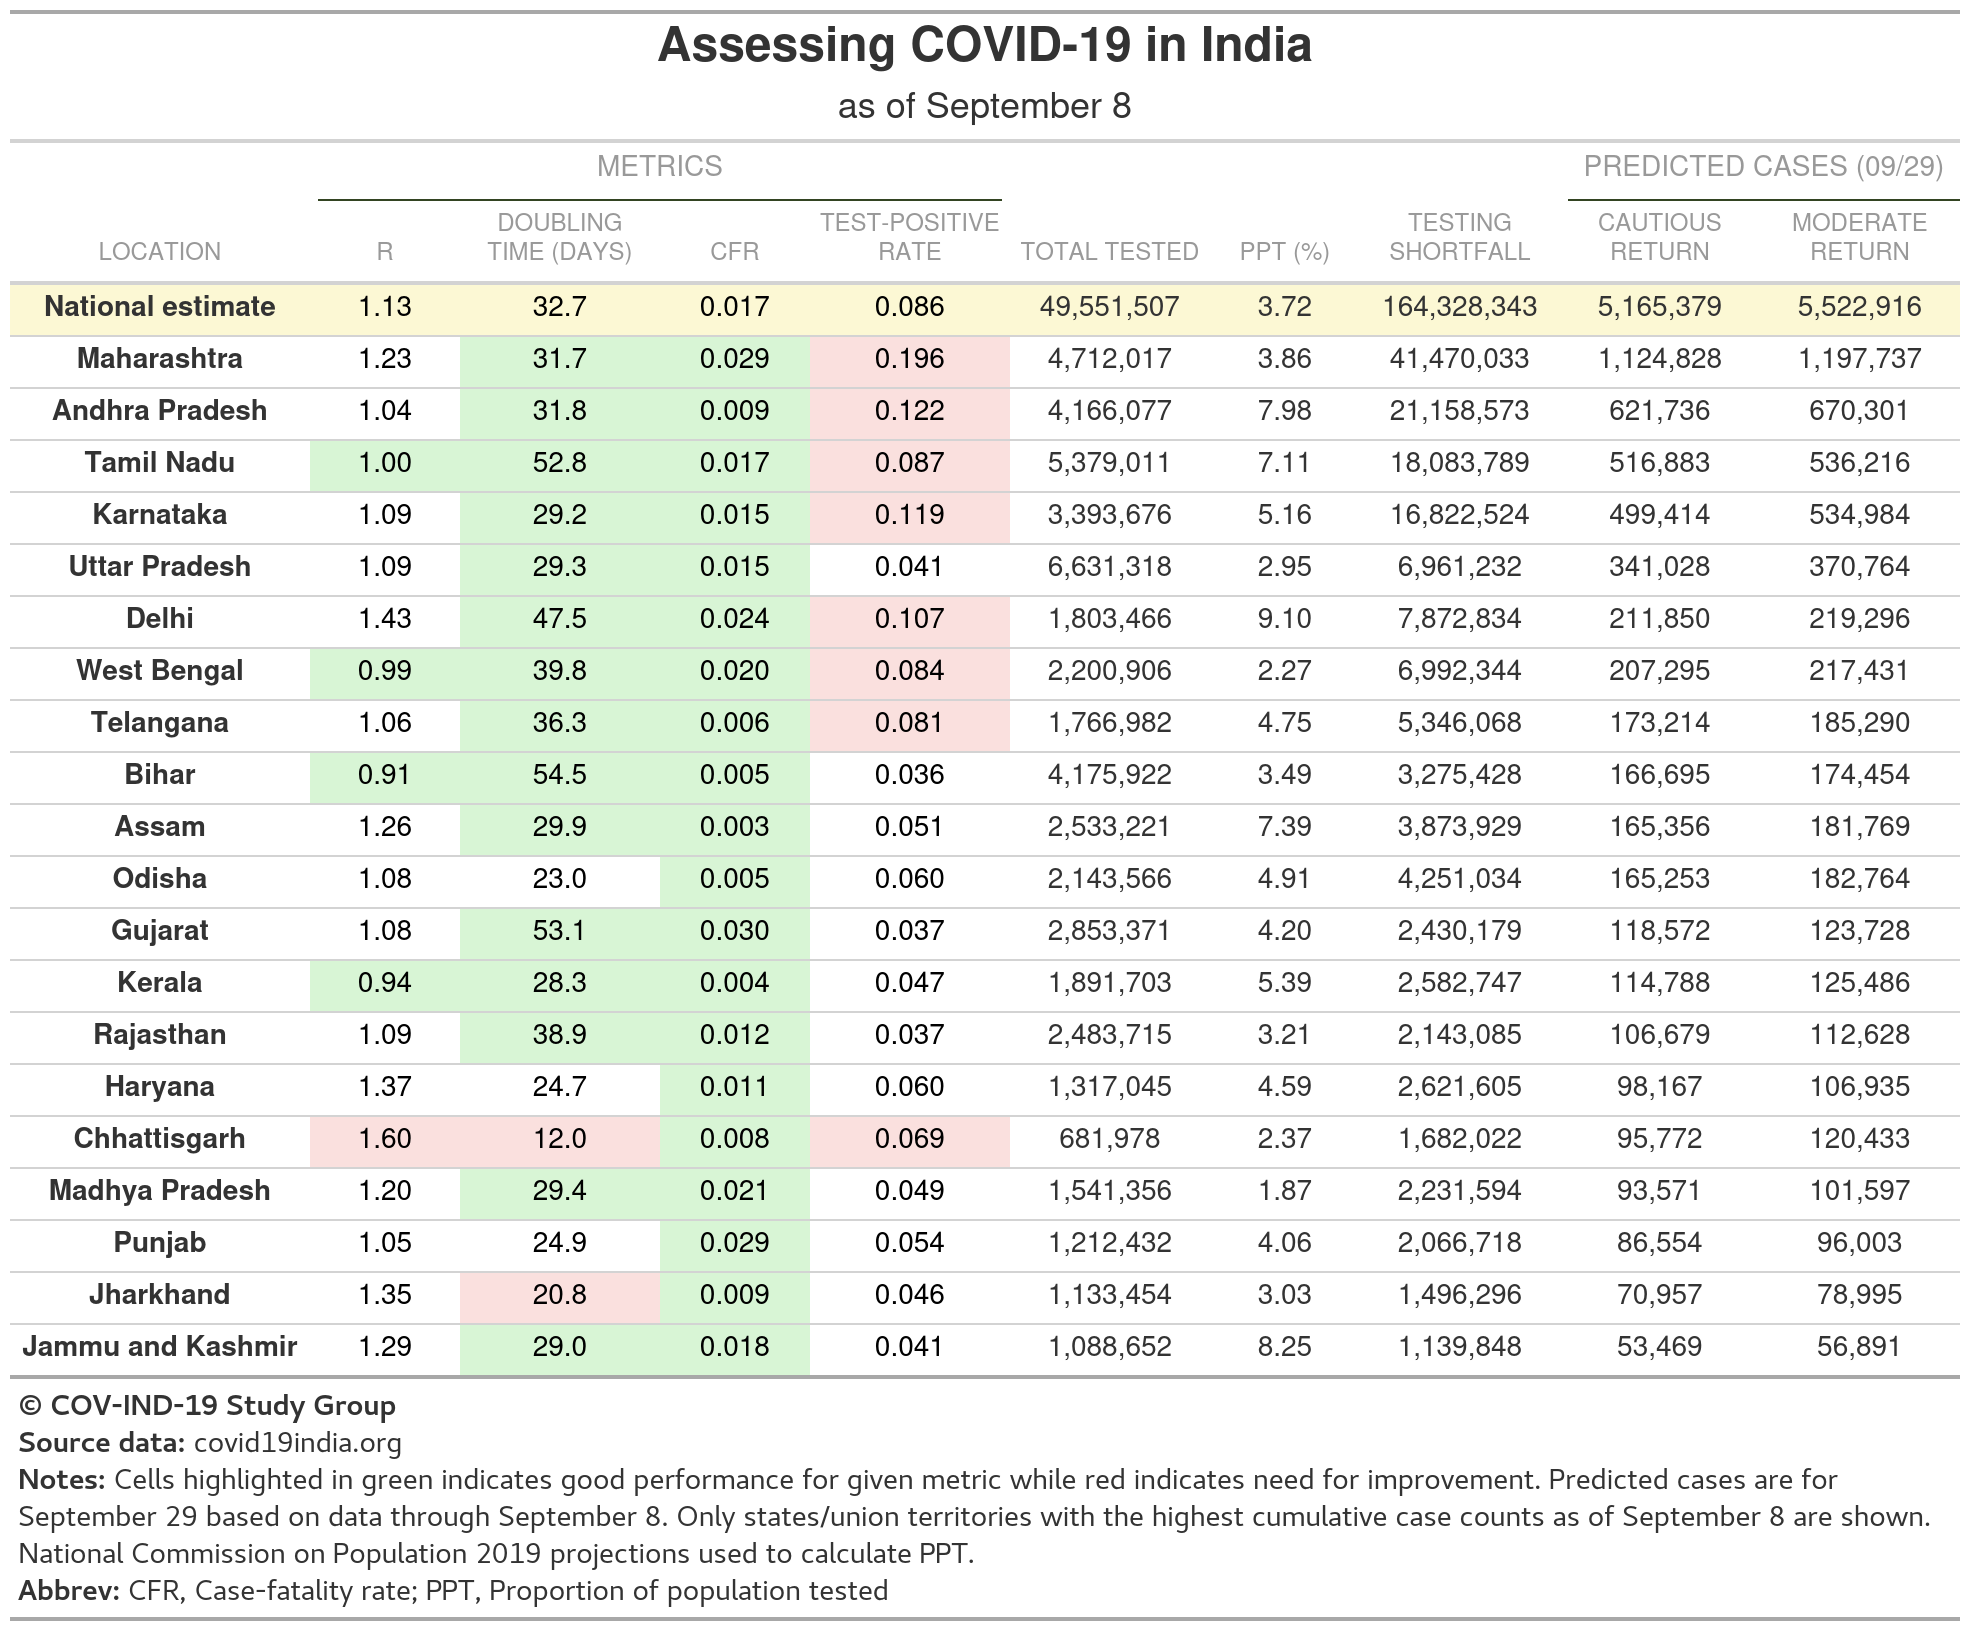 Assessing COVID-19 in India
as of September 8
METRICS PREDICTED CASES (09/29)
LOCATION R DOUBLING TIME (DAYS) CFR TEST-POSITIVE RATE TOTAL TESTED PPT (%) TESTING SHORTFALL CAUTIOUS RETURN MODERATE RETURN
National estimate 1.13 32.7 0.017 0.086 49,551,507 3.72 164,328,343 5,165,379 5,522,916
Maharashtra 1.23 31.7 0.029 0.196 4,712,017 3.86 41,470,033 1,124,828 1,197,737
Andhra Pradesh 1.04 31.8 0.009 0.122 4,166,077 7.98 21,158,573 621,736 670,301
Tamil Nadu 1.00 52.8 0.017 0.087 5,379,011 7.11 18,083,789 516,883 536,216
Karnataka 1.09 29.2 0.015 0.119 3,393,676 5.16 16,822,524 499,414 534,984
Uttar Pradesh 1.09 29.3 0.015 0.041 6,631,318 2.95 6,961,232 341,028 370,764
Delhi 1.43 47.5 0.024 0.107 1,803,466 9.10 7,872,834 211,850 219,296
West Bengal 0.99 39.8 0.020 0.084 2,200,906 2.27 6,992,344 207,295 217,431
Telangana 1.06 36.3 0.006 0.081 1,766,982 4.75 5,346,068 173,214 185,290
Bihar 0.91 54.5 0.005 0.036 4,175,922 3.49 3,275,428 166,695 174,454
Assam 1.26 29.9 0.003 0.051 2,533,221 7.39 3,873,929 165,356 181,769
Odisha 1.08 23.0 0.005 0.060 2,143,566 4.91 4,251,034 165,253 182,764
Gujarat 1.08 53.1 0.030 0.037 2,853,371 4.20 2,430,179 118,572 123,728
Kerala 0.94 28.3 0.004 0.047 1,891,703 5.39 2,582,747 114,788 125,486
Rajasthan 1.09 38.9 0.012 0.037 2,483,715 3.21 2,143,085 106,679 112,628
Haryana 1.37 24.7 0.011 0.060 1,317,045 4.59 2,621,605 98,167 106,935
Chhattisgarh 1.60 12.0 0.008 0.069 681,978 2.37 1,682,022 95,772 120,433
Madhya Pradesh 1.20 29.4 0.021 0.049 1,541,356 1.87 2,231,594 93,571 101,597
Punjab 1.05 24.9 0.029 0.054 1,212,432 4.06 2,066,718 86,554 96,003
Jharkhand 1.35 20.8 0.009 0.046 1,133,454 3.03 1,496,296 70,957 78,995
Jammu and Kashmir 1.29 29.0 0.018 0.041 1,088,652 8.25 1,139,848 53,469 56,891
© COV-IND-19 Study Group
Source data: covid19india.org
Notes: Cells highlighted in green indicates good performance for given metric while red indicates need for improvement. Predicted cases are for
September 29 based on data through September 8. Only states/union territories with the highest cumulative case counts as of September 8 are shown.
National Commission on Population 2019 projections used to calculate PPT.
Abbrev: CFR, Case-fatality rate; PPT, Proportion of population tested